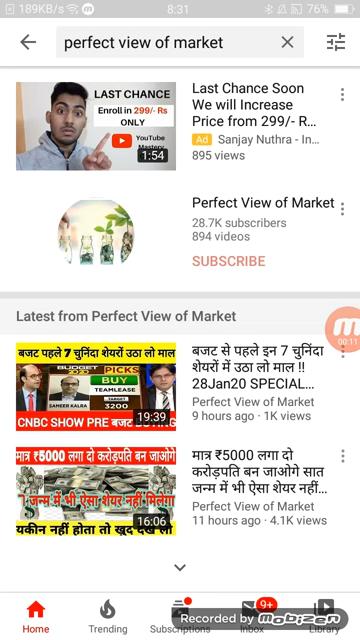 189KB/s 8:31 76%
perfect view of market
LAST CHANCE
Enroll in 299/- Rs
ONLY
YouTube
Mastery
1:54
Last Chance Soon
We will Increase
Price from 299/- R...
Ad Sanjay Nuthra - In...
895 views
Perfect View of Market
28.7K subscribers
894 videos
SUBSCRIBE
00:11
Latest from Perfect View of Market
बजट पहले 7 चुनिंदा शेयरों उठा लो माल
BUDGET PICKS
2020
BUY
TEAMLEASE
TARGET
SAMEER KALRA 3200
CNBC SHOW PRE बजट
19:39
बजट से पहले इन 7 चुनिंदा
शेयरों में उठा लो माल !!
28Jan20 SPECIAL...
Perfect View of Market
9 hours ago · 1K views
मात्र ₹5000 लगा दो करोड़पति बन जाओगे
7 जन्म में भी ऐसा शेयर नहीं मिलेगा
यकीन नहीं होता तो खुद देख लो
16:06
मात्र ₹5000 लगा दो
करोड़पति बन जाओगे सात
जन्म में भी ऐसा शेयर नहीं...
Perfect View of Market
11 hours ago · 4.1K views
9+
Home Trending Subscriptions Inbox Library
Recorded by mobizen